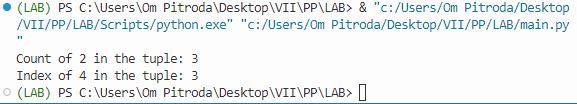 (LAB) PS C:\Users\Om Pitroda\Desktop\VII\PP\LAB> & "c:/Users/Om Pitroda/Desktop
/VII/PP/LAB/Scripts/python.exe" "c:/Users/Om Pitroda/Desktop/VII/PP/LAB/main.py
"
Count of 2 in the tuple: 3
Index of 4 in the tuple: 3
(LAB) PS C:\Users\Om Pitroda\Desktop\VII\PP\LAB>